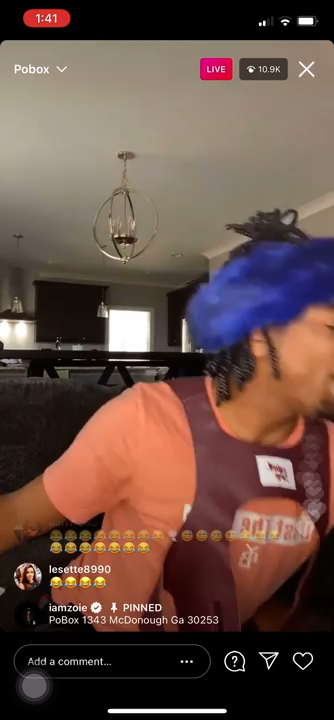 1:41
Pobox
LIVE
10.9K
lesette8990
😂😂😂😂
iamzoie PINNED
PoBox 1343 McDonough Ga 30253
Add a comment...